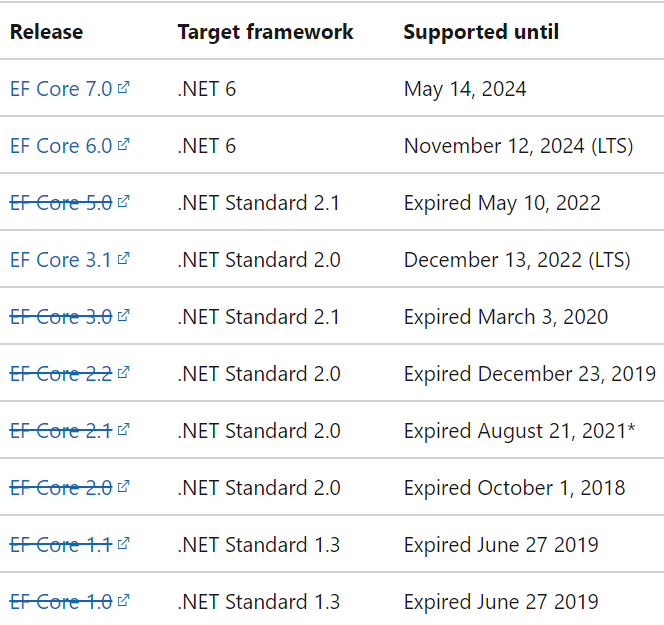 Release Target framework Supported until
EF Core 7.0 .NET 6 May 14, 2024
EF Core 6.0 .NET 6 November 12, 2024 (LTS)
EF Core 5.0 .NET Standard 2.1 Expired May 10, 2022
EF Core 3.1 .NET Standard 2.0 December 13, 2022 (LTS)
EF Core 3.0 .NET Standard 2.1 Expired March 3, 2020
EF Core 2.2 .NET Standard 2.0 Expired December 23, 2019
EF Core 2.1 .NET Standard 2.0 Expired August 21, 2021*
EF Core 2.0 .NET Standard 2.0 Expired October 1, 2018
EF Core 1.1 .NET Standard 1.3 Expired June 27 2019
EF Core 1.0 .NET Standard 1.3 Expired June 27 2019